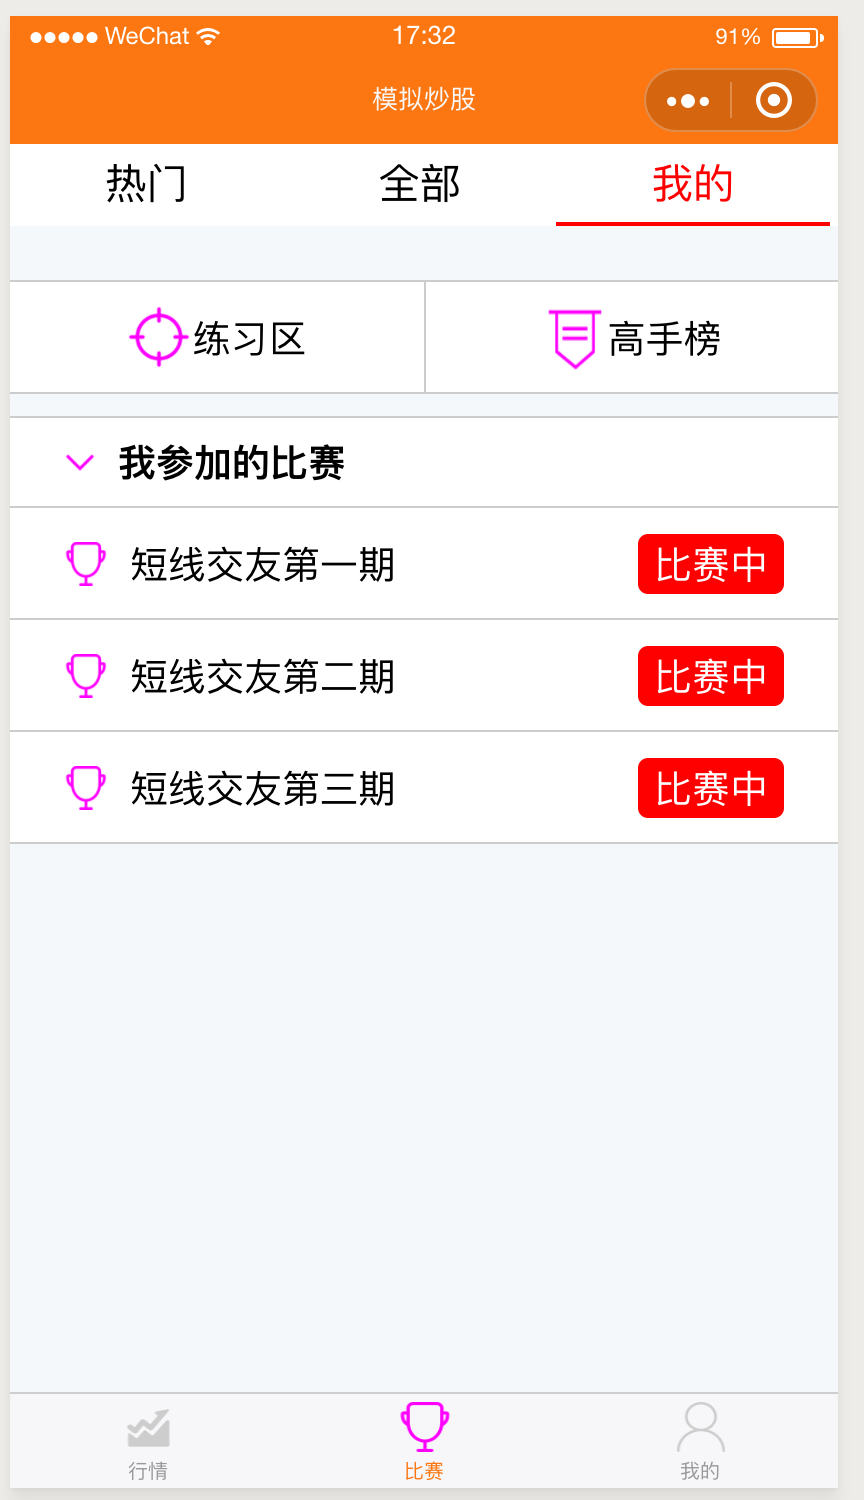 WeChat 17:32 91%
模拟炒股
热门 全部 我的
练习区 高手榜
我参加的比赛
短线交友第一期 比赛中
短线交友第二期 比赛中
短线交友第三期 比赛中
行情 比赛 我的